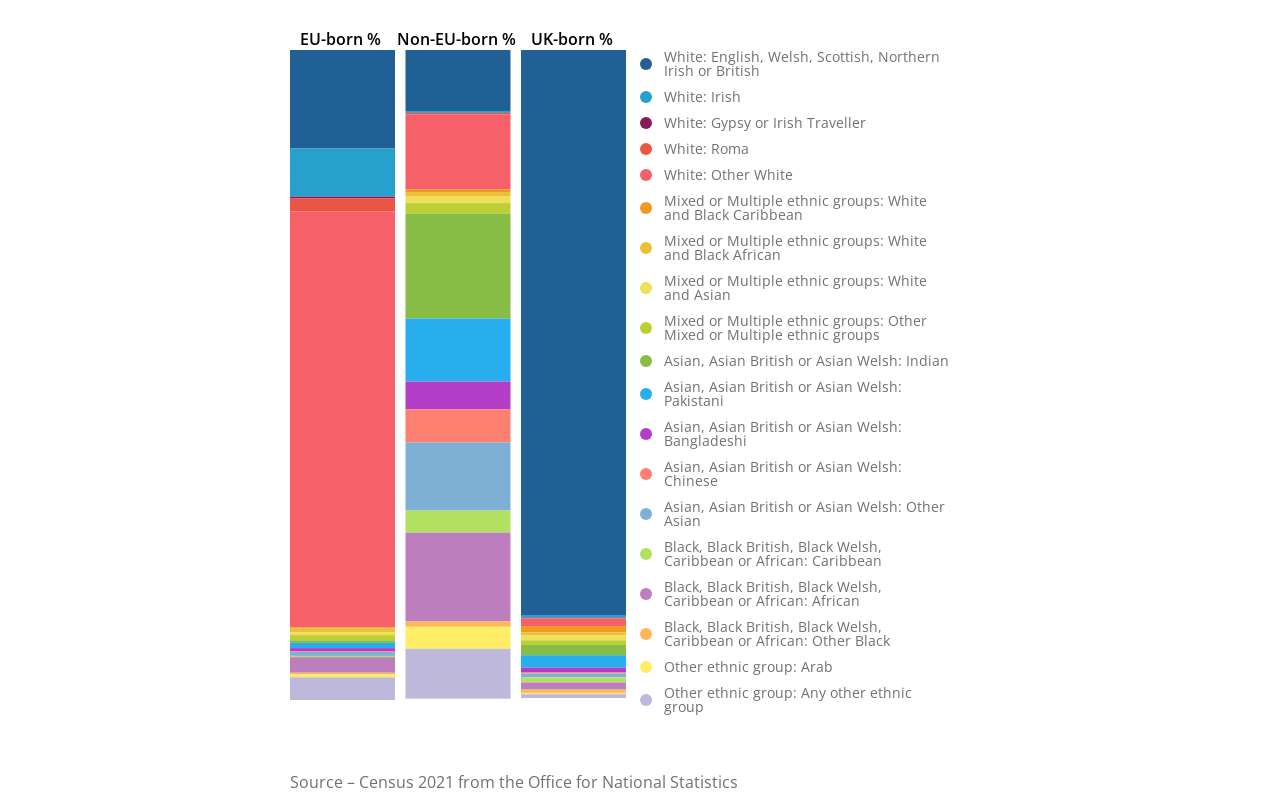 EU-born %
Non-EU-born %
UK-born %
White: English, Welsh, Scottish, Northern
Irish or British
White: Irish
White: Gypsy or Irish Traveller
White: Roma
White: Other White
Mixed or Multiple ethnic groups: White
and Black Caribbean
Mixed or Multiple ethnic groups: White
and Black African
Mixed or Multiple ethnic groups: White
and Asian
Mixed or Multiple ethnic groups: Other
Mixed or Multiple ethnic groups
Asian, Asian British or Asian Welsh: Indian
Asian, Asian British or Asian Welsh:
Pakistani
Asian, Asian British or Asian Welsh:
Bangladeshi
Asian, Asian British or Asian Welsh:
Chinese
Asian, Asian British or Asian Welsh: Other
Asian
Black, Black British, Black Welsh,
Caribbean or African: Caribbean
Black, Black British, Black Welsh,
Caribbean or African: African
Black, Black British, Black Welsh,
Caribbean or African: Other Black
Other ethnic group: Arab
Other ethnic group: Any other ethnic
group
Source – Census 2021 from the Office for National Statistics